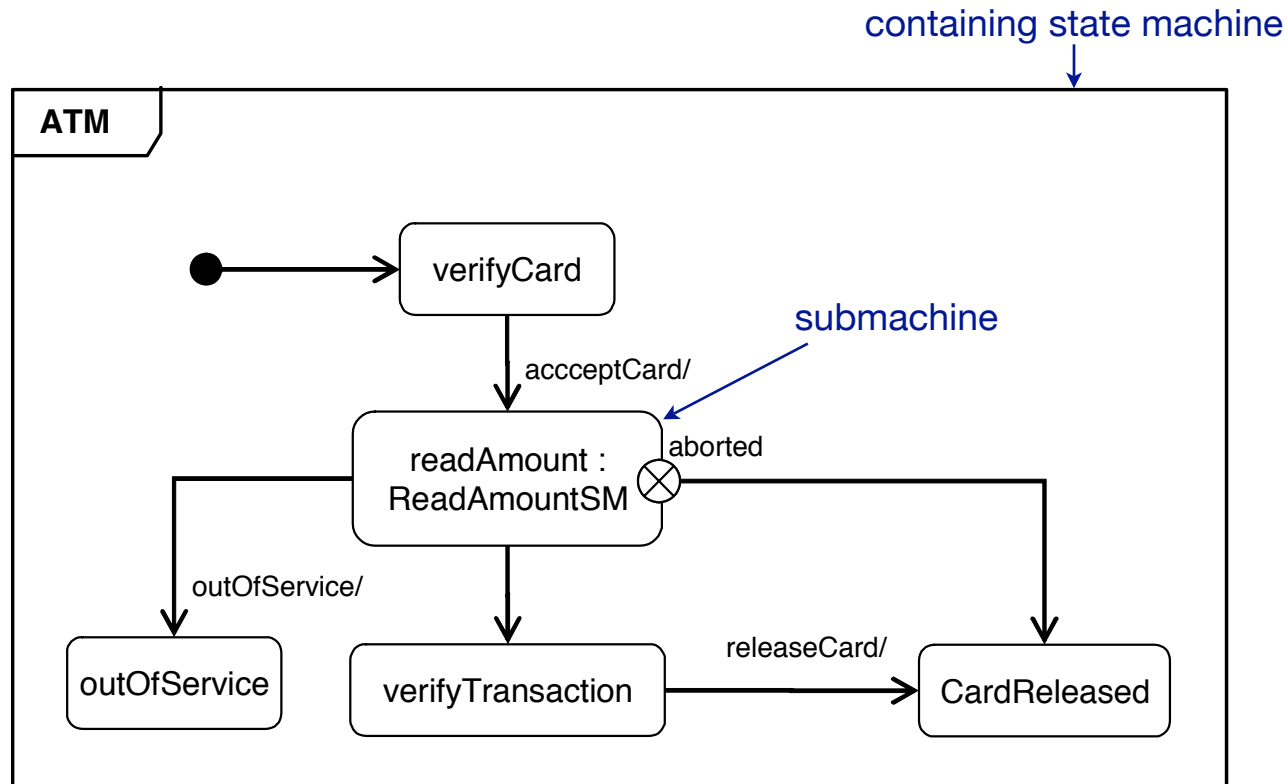 containing state machine
ATM
verifyCard
submachine
accceptCard/
readAmount :
ReadAmountSM
aborted
outOfService/
releaseCard/
outOfService
verifyTransaction
CardReleased